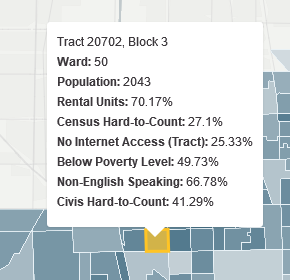 Tract 20702, Block 3
Ward: 50
Population: 2043
Rental Units: 70.17%
Census Hard-to-Count: 27.1%
No Internet Access (Tract): 25.33%
Below Poverty Level: 49.73%
Non-English Speaking: 66.78%
Civis Hard-to-Count: 41.29%